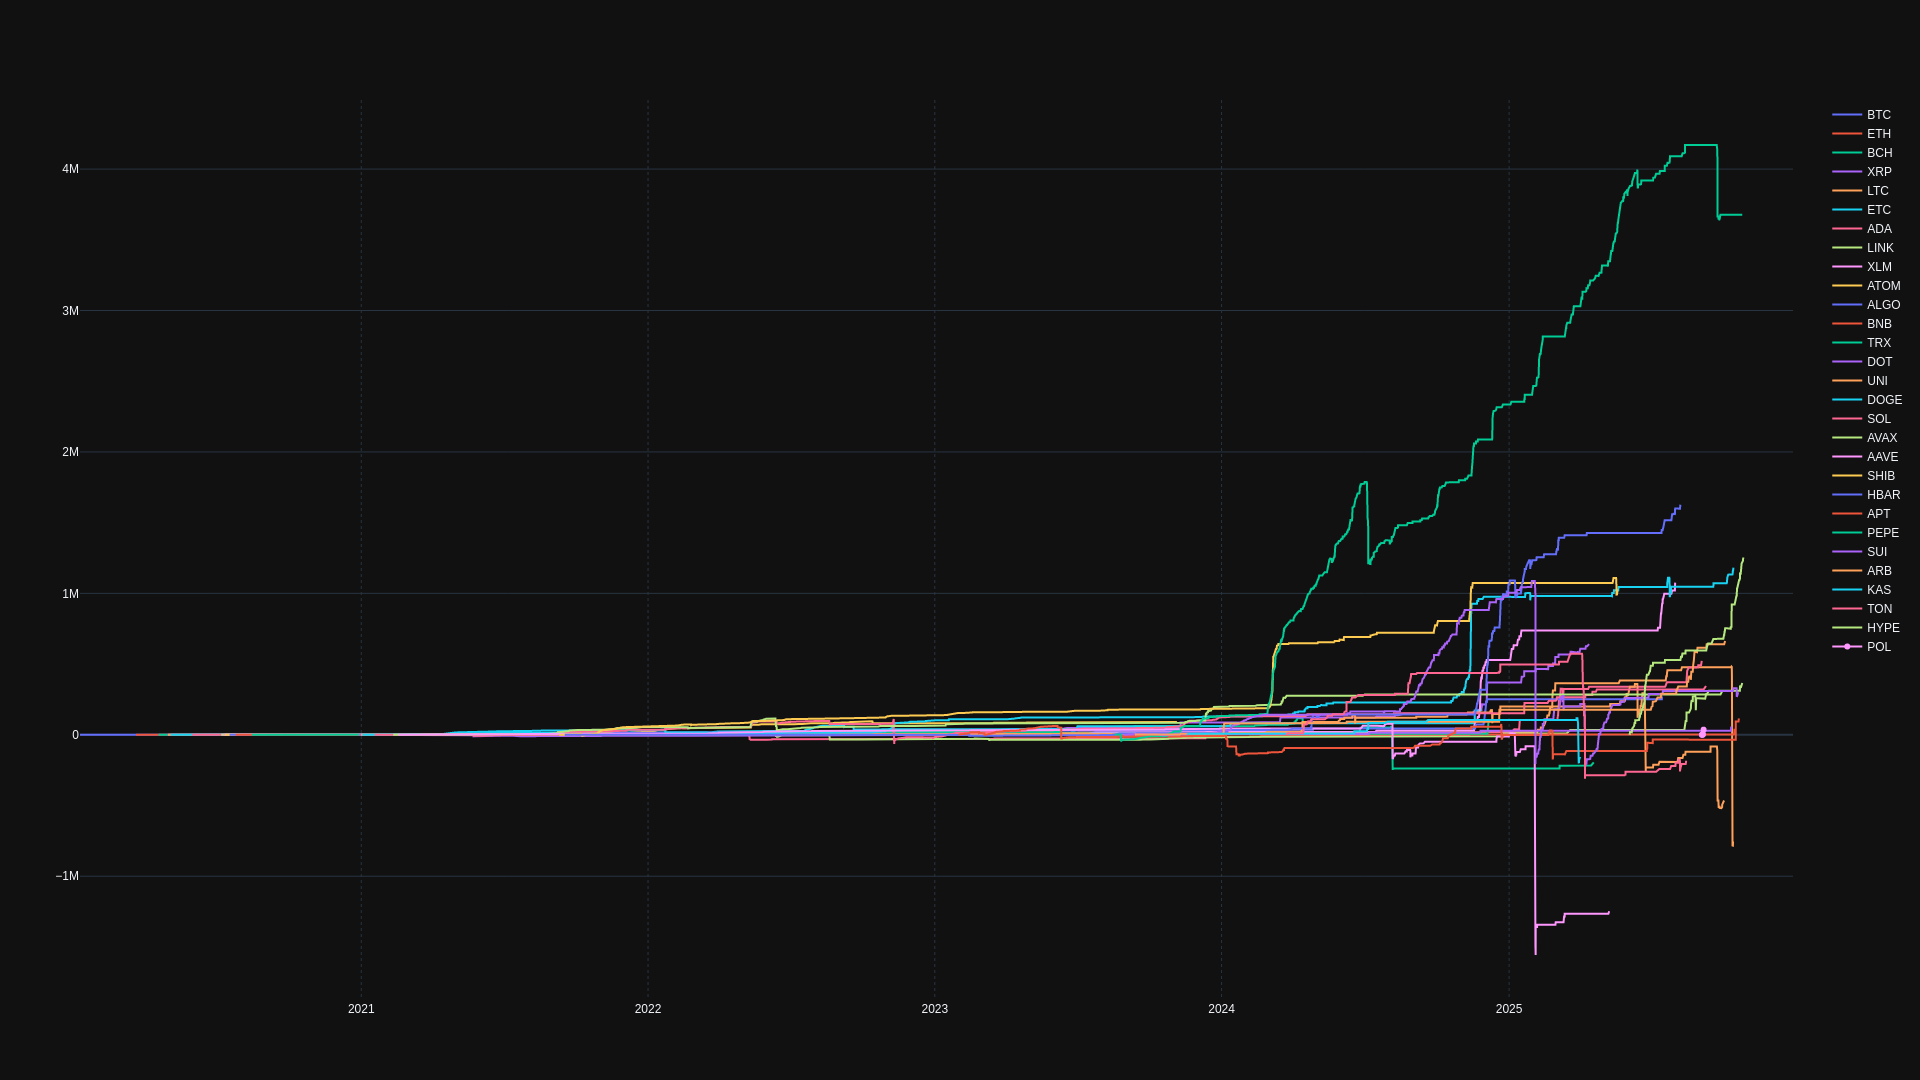 4M
3M
2M
1M
0
−1M
2021
2022
2023
2024
2025
BTC
ETH
BCH
XRP
LTC
ETC
ADA
LINK
XLM
ATOM
ALGO
BNB
TRX
DOT
UNI
DOGE
SOL
AVAX
AAVE
SHIB
HBAR
APT
PEPE
SUI
ARB
KAS
TON
HYPE
POL